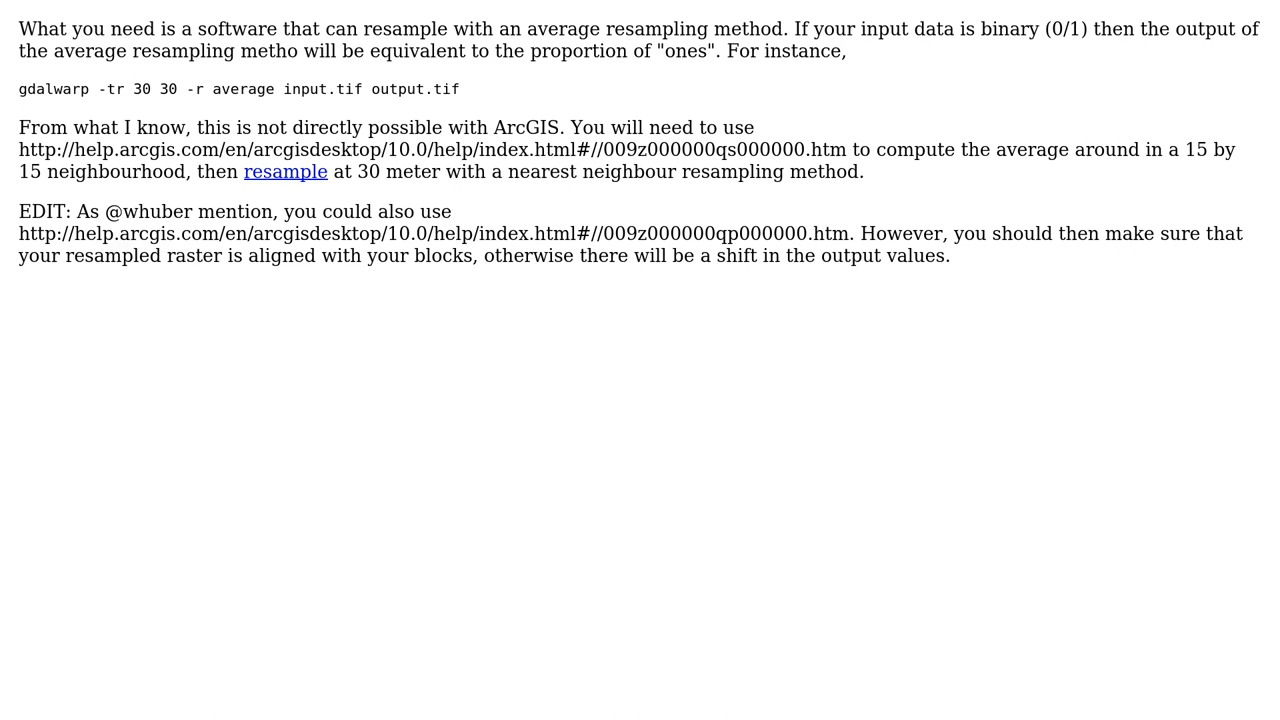 What you need is a software that can resample with an average resampling method. If your input data is binary (0/1) then the output of
the average resampling metho will be equivalent to the proportion of "ones". For instance,
gdalwarp -tr 30 30 -r average input.tif output.tif
From what I know, this is not directly possible with ArcGIS. You will need to use
http://help.arcgis.com/en/arcgisdesktop/10.0/help/index.html#//009z000000qs000000.htm to compute the average around in a 15 by
15 neighbourhood, then resample at 30 meter with a nearest neighbour resampling method.
EDIT: As @whuber mention, you could also use
http://help.arcgis.com/en/arcgisdesktop/10.0/help/index.html#//009z000000qp000000.htm. However, you should then make sure that
your resampled raster is aligned with your blocks, otherwise there will be a shift in the output values.